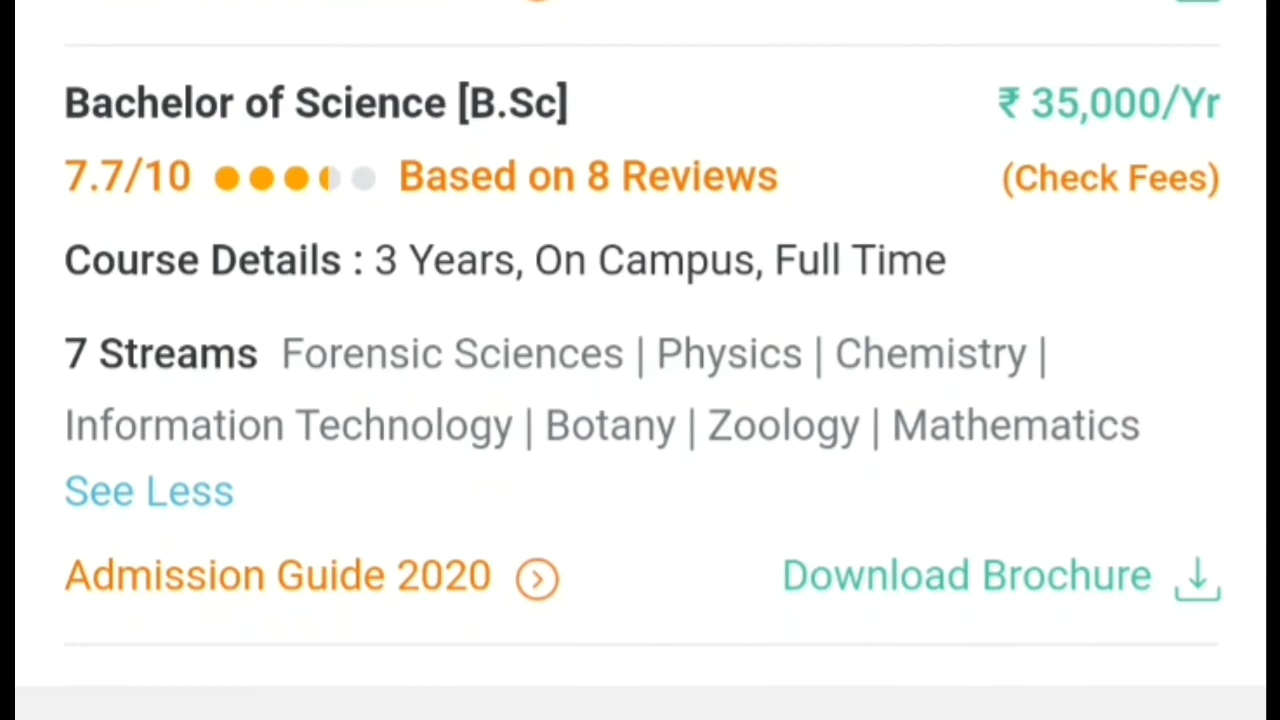 Bachelor of Science [B.Sc] ₹ 35,000/Yr
7.7/10 Based on 8 Reviews (Check Fees)
Course Details : 3 Years, On Campus, Full Time
7 Streams Forensic Sciences | Physics | Chemistry |
Information Technology | Botany | Zoology | Mathematics
See Less
Admission Guide 2020 Download Brochure